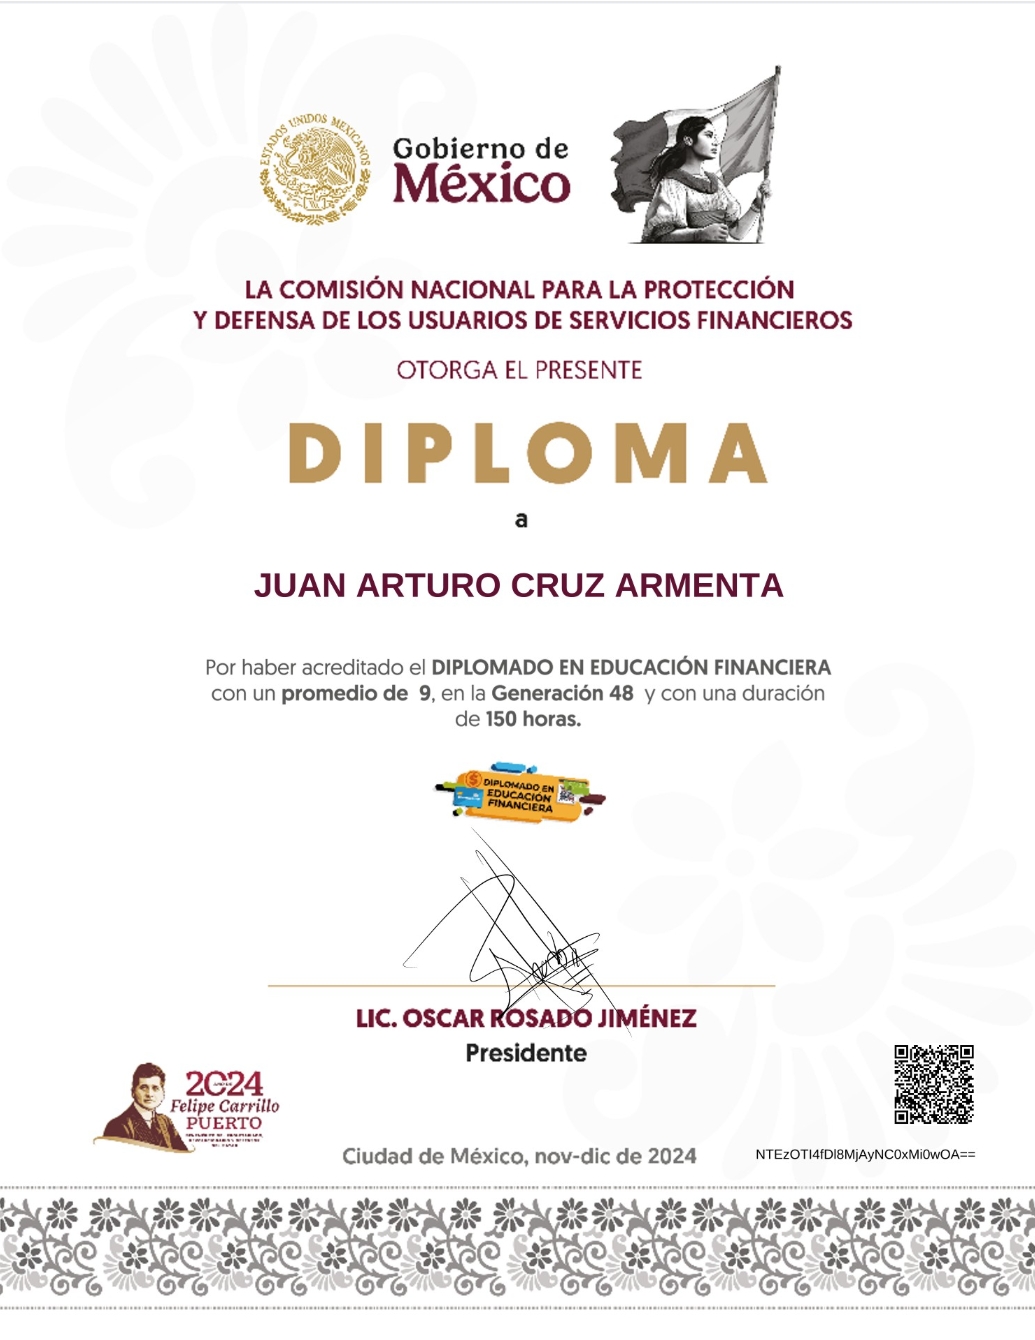 ESTADOS UNIDOS MEXICANOS
Gobierno de
México
LA COMISIÓN NACIONAL PARA LA PROTECCIÓN
Y DEFENSA DE LOS USUARIOS DE SERVICIOS FINANCIEROS
OTORGA EL PRESENTE
DIPLOMA
a
JUAN ARTURO CRUZ ARMENTA
Por haber acreditado el DIPLOMADO EN EDUCACIÓN FINANCIERA
con un promedio de 9, en la Generación 48 y con una duración
de 150 horas.
DIPLOMADO EN
EDUCACIÓN
FINANCIERA
LIC. OSCAR ROSADO JIMÉNEZ
Presidente
2024
Felipe Carrillo
PUERTO
Ciudad de México, nov-dic de 2024
NTEzOTI4fDI8MjAyNC0xMi0wOA==